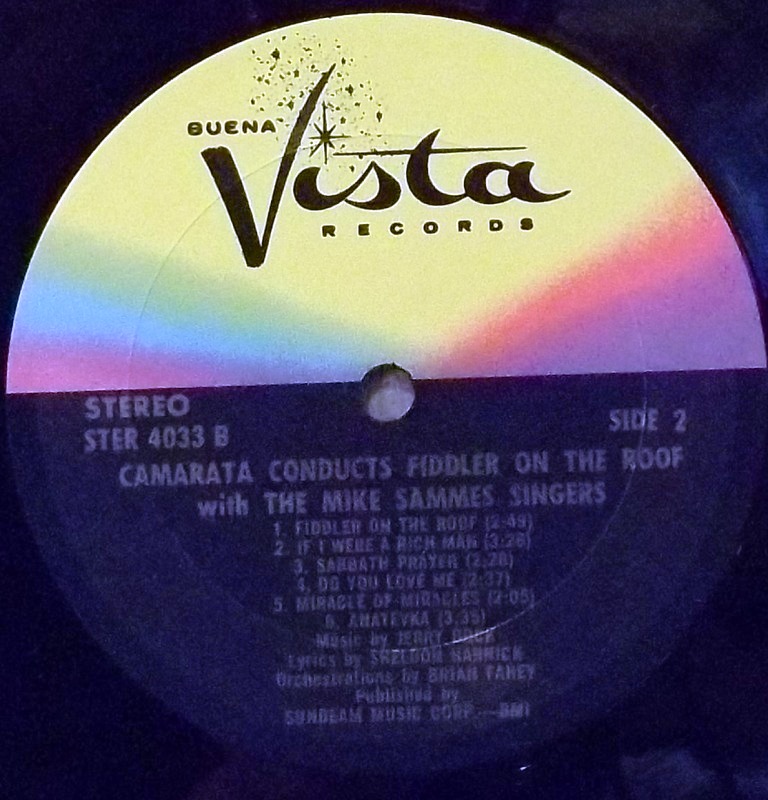 BUENA
Vista
RECORDS
STEREO
STER 4033 B
SIDE 2
CAMARATA CONDUCTS FIDDLER ON THE ROOF
with THE MIKE SAMMES SINGERS
1. FIDDLER ON THE ROOF (2:49)
2. IF I WERE A RICH MAN (3:26)
3. SABBATH PRAYER (2:28)
4. DO YOU LOVE ME (2:37)
5. MIRACLE OF MIRACLES (2:05)
6. ANATEVKA (3:35)
Music by JERRY BOCK
Lyrics by SHELDON HARNICK
Orchestrations by BRIAN FAHEY
Published by
SUNBEAM MUSIC CORP.—BMI